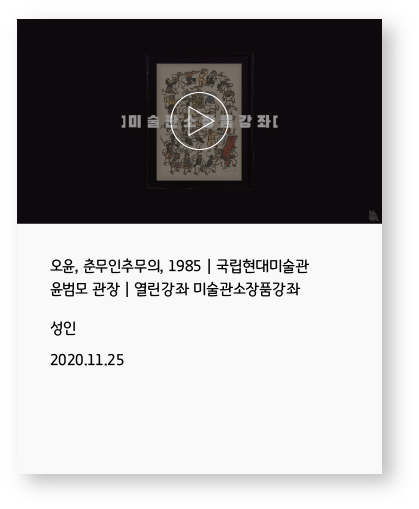 ]미술관소장품강좌[
오윤, 춘무인추무의, 1985 | 국립현대미술관
윤범모 관장 | 열린강좌 미술관소장품강좌
성인
2020.11.25